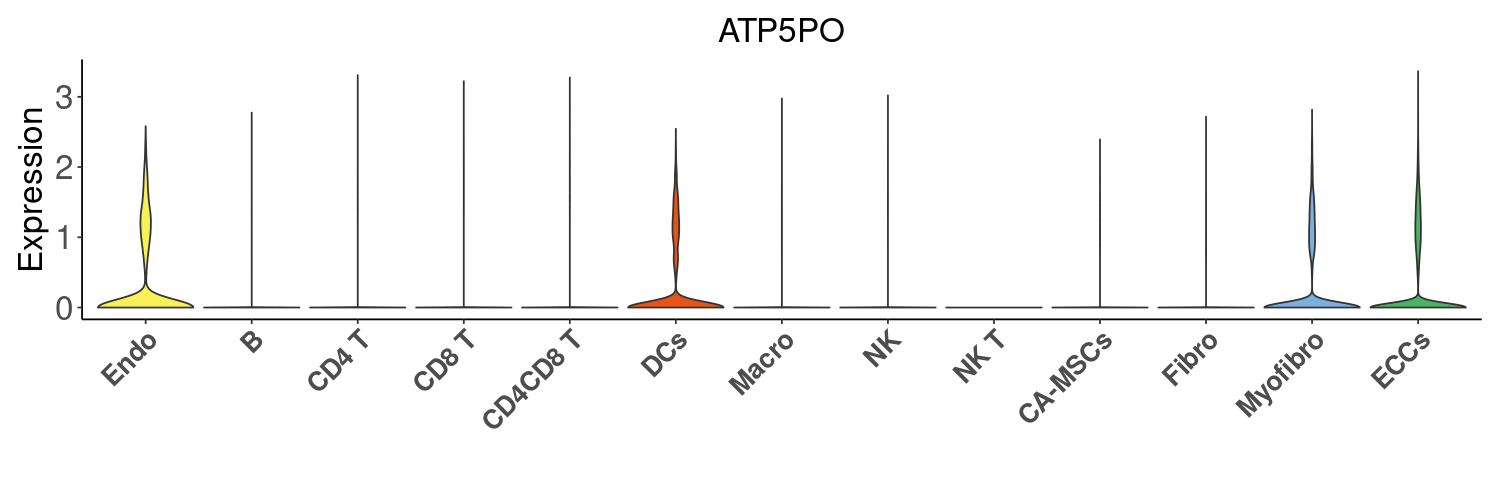 ATP5PO
Expression
3
2
1
0
Endo
B
CD4 T
CD8 T
CD4CD8 T
DCs
Macro
NK
NK T
CA-MSCs
Fibro
Myofibro
ECCs